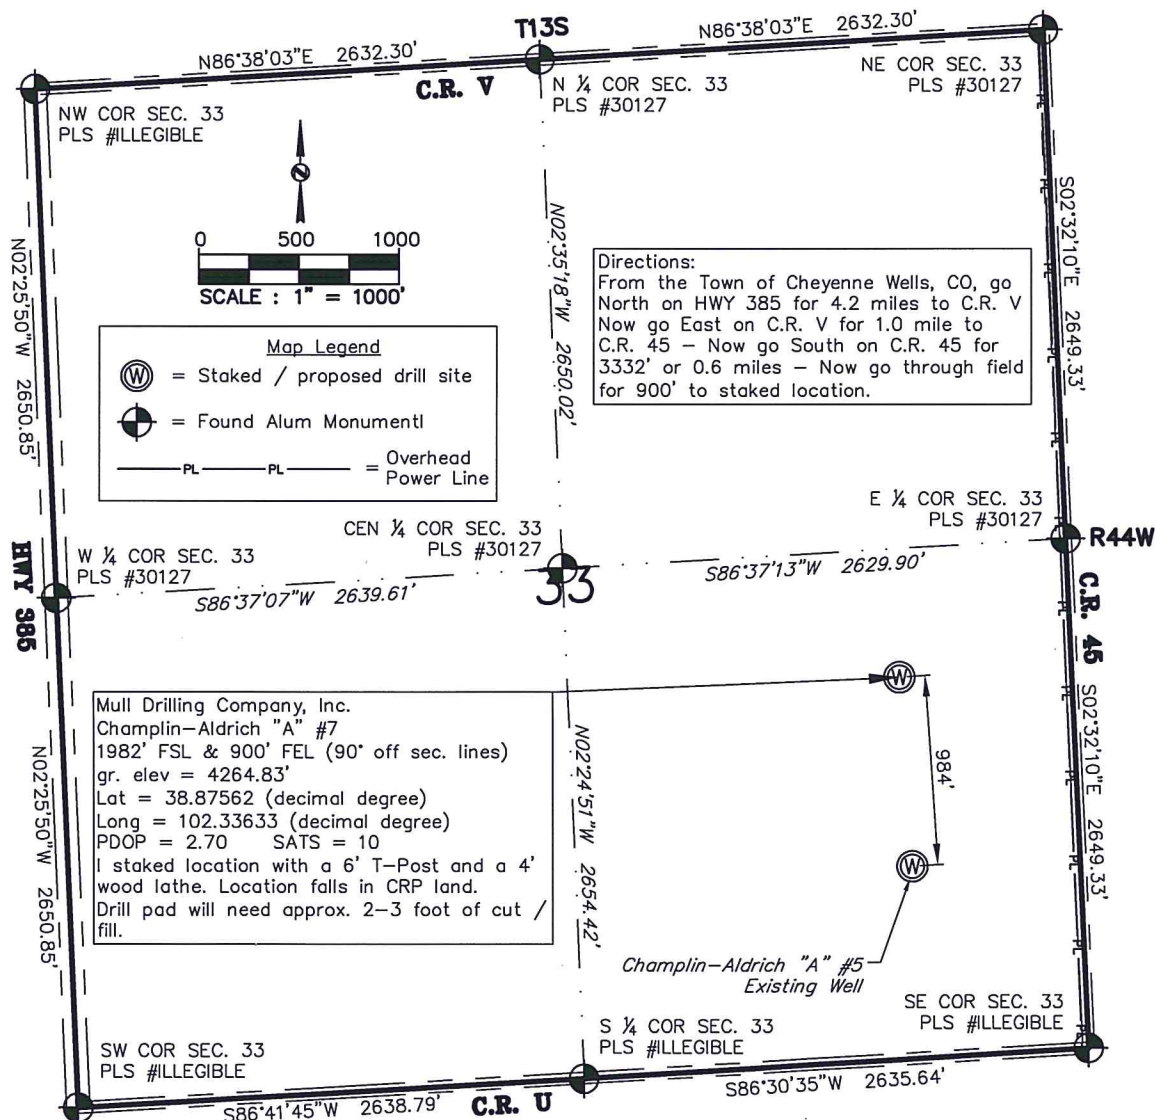 T13S
N86°38'03"E 2632.30'
N86°38'03"E 2632.30'
C.R. V
NW COR SEC. 33
PLS #ILLEGIBLE
N ¼ COR SEC. 33
PLS #30127
NE COR SEC. 33
PLS #30127
N
0 500 1000
SCALE : 1" = 1000'
N02°25'50"W 2650.85'
N02°35'18"W 2650.02'
S02°32'10"E 2649.33'
Directions:
From the Town of Cheyenne Wells, CO, go
North on HWY 385 for 4.2 miles to C.R. V
Now go East on C.R. V for 1.0 mile to
C.R. 45 – Now go South on C.R. 45 for
3332' or 0.6 miles – Now go through field
for 900' to staked location.
Map Legend
W = Staked / proposed drill site
= Found Alum Monumentl
PL PL = Overhead
Power Line
W ¼ COR SEC. 33
PLS #30127
CEN ¼ COR SEC. 33
PLS #30127
E ¼ COR SEC. 33
PLS #30127
R44W
HWY 385
S86°37'07"W 2639.61'
33
S86°37'13"W 2629.90'
C.R. 45
W
Mull Drilling Company, Inc.
Champlin–Aldrich "A" #7
1982' FSL & 900' FEL (90° off sec. lines)
gr. elev = 4264.83'
Lat = 38.87562 (decimal degree)
Long = 102.33633 (decimal degree)
PDOP = 2.70 SATS = 10
I staked location with a 6' T–Post and a 4'
wood lathe. Location falls in CRP land.
Drill pad will need approx. 2–3 foot of cut /
fill.
N02°25'50"W 2650.85'
N02°24'51"W 2654.42'
984'
S02°32'10"E 2649.33'
W
Champlin–Aldrich "A" #5
Existing Well
SW COR SEC. 33
PLS #ILLEGIBLE
S ¼ COR SEC. 33
PLS #ILLEGIBLE
SE COR SEC. 33
PLS #ILLEGIBLE
S86°41'45"W 2638.79'
C.R. U
S86°30'35"W 2635.64'
PL
PL
PL
PL
PL
PL
PL
PL
PL
PL
PL
PL